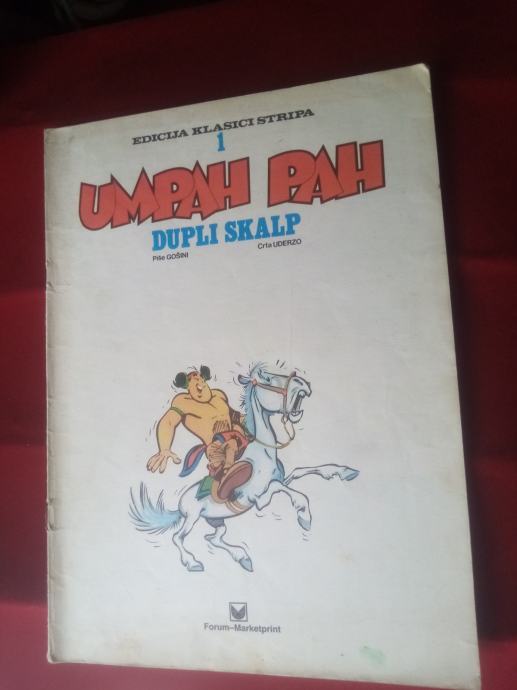 EDICIJA KLASICI STRIPA
1
UMPAH PAH
DUPLI SKALP
Piše GOŠINI
Crta UDERZO
Forum–Marketprint